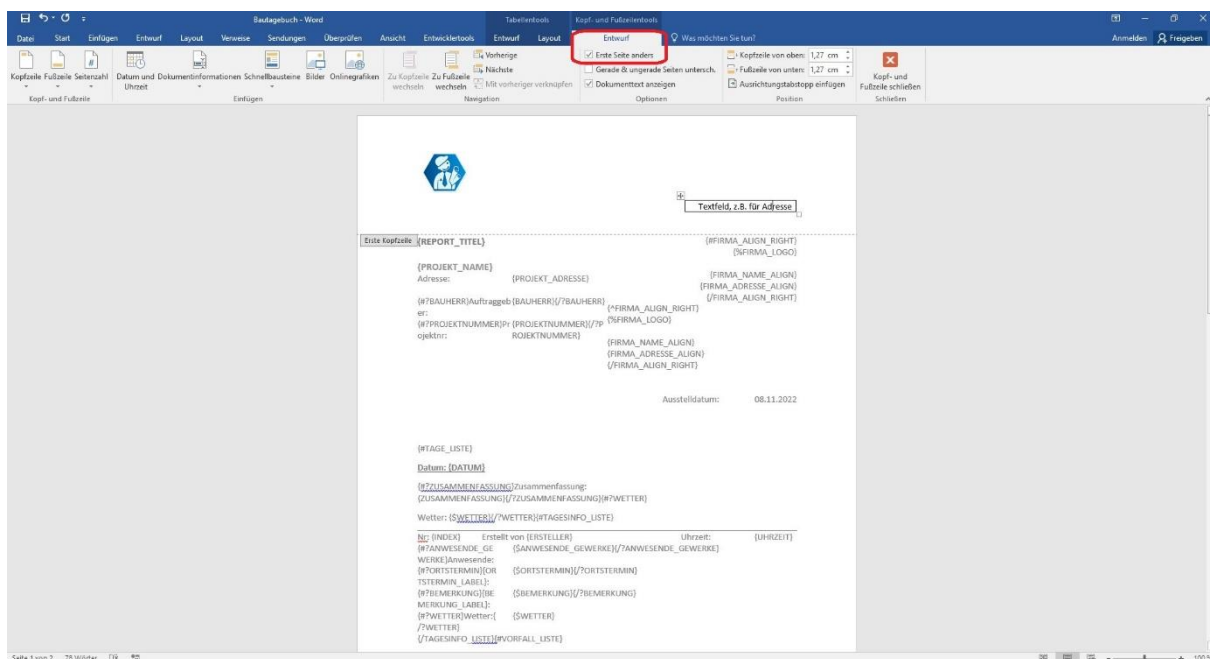 Bautagebuch - Word
Tabellentools
Kopf- und Fußzeilentools
Datei Start Einfügen Entwurf Layout Verweise Sendungen Überprüfen Ansicht Entwicklertools Entwurf Layout Entwurf Was möchten Sie tun? Anmelden Freigeben
Kopfzeile Fußzeile Seitenzahl
Kopf- und Fußzeile
Datum und Uhrzeit
Dokumentinformationen Schnellbausteine Bilder Onlinegrafiken
Einfügen
Zu Kopfzeile wechseln
Zu Fußzeile wechseln
Vorherige
Nächste
Mit vorheriger verknüpfen
Navigation
Erste Seite anders
Gerade & ungerade Seiten untersch.
Dokumenttext anzeigen
Optionen
Kopfzeile von oben: 1,27 cm
Fußzeile von unten: 1,27 cm
Ausrichtungstabstopp einfügen
Position
Kopf- und
Fußzeile schließen
Schließen
Textfeld, z.B. für Adresse
Erste Kopfzeile
{REPORT_TITEL}
{#FIRMA_ALIGN_RIGHT}
{%FIRMA_LOGO}
{PROJEKT_NAME}
Adresse: {PROJEKT_ADRESSE}
{FIRMA_NAME_ALIGN}
{FIRMA_ADRESSE_ALIGN}
{/FIRMA_ALIGN_RIGHT}
{#?BAUHERR}Auftraggeb {BAUHERR}{/?BAUHERR}
er:
{#?PROJEKTNUMMER}Pr {PROJEKTNUMMER}{/?P
ojektnr: ROJEKTNUMMER}
{^FIRMA_ALIGN_RIGHT}
{%FIRMA_LOGO}
{FIRMA_NAME_ALIGN}
{FIRMA_ADRESSE_ALIGN}
{/FIRMA_ALIGN_RIGHT}
Ausstelldatum: 08.11.2022
{#TAGE_LISTE}
Datum: {DATUM}
{#?ZUSAMMENFASSUNG}Zusammenfassung:
{ZUSAMMENFASSUNG}{/?ZUSAMMENFASSUNG}{#?WETTER}
Wetter: {$WETTER}{/?WETTER}{#TAGESINFO_LISTE}
Nr: {INDEX} Erstellt von {ERSTELLER} Uhrzeit: {UHRZEIT}
{#?ANWESENDE_GE {$ANWESENDE_GEWERKE}{/?ANWESENDE_GEWERKE}
WERKE}Anwesende:
{#?ORTSTERMIN}{OR {$ORTSTERMIN}{/?ORTSTERMIN}
TSTERMIN_LABEL}:
{#?BEMERKUNG}{BE {$BEMERKUNG}{/?BEMERKUNG}
MERKUNG_LABEL}:
{#?WETTER}Wetter:{ {$WETTER}
/?WETTER}
{/TAGESINFO_LISTE}{#VORFALL_LISTE}
Seite 1 von 2 78 Wörter 100 %